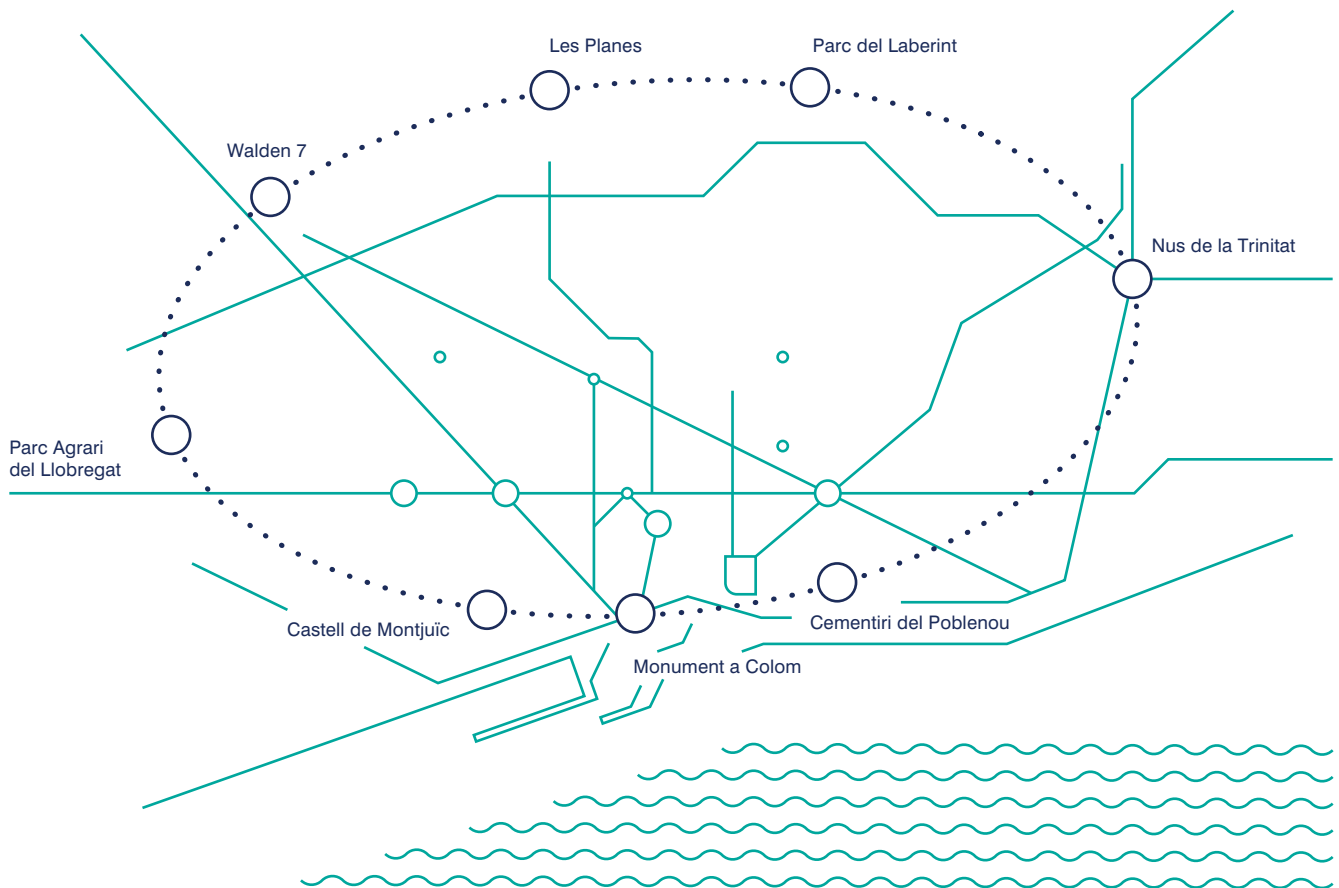 Les Planes
Parc del Laberint
Walden 7
Nus de la Trinitat
Parc Agrari
del Llobregat
Castell de Montjuïc
Cementiri del Poblenou
Monument a Colom